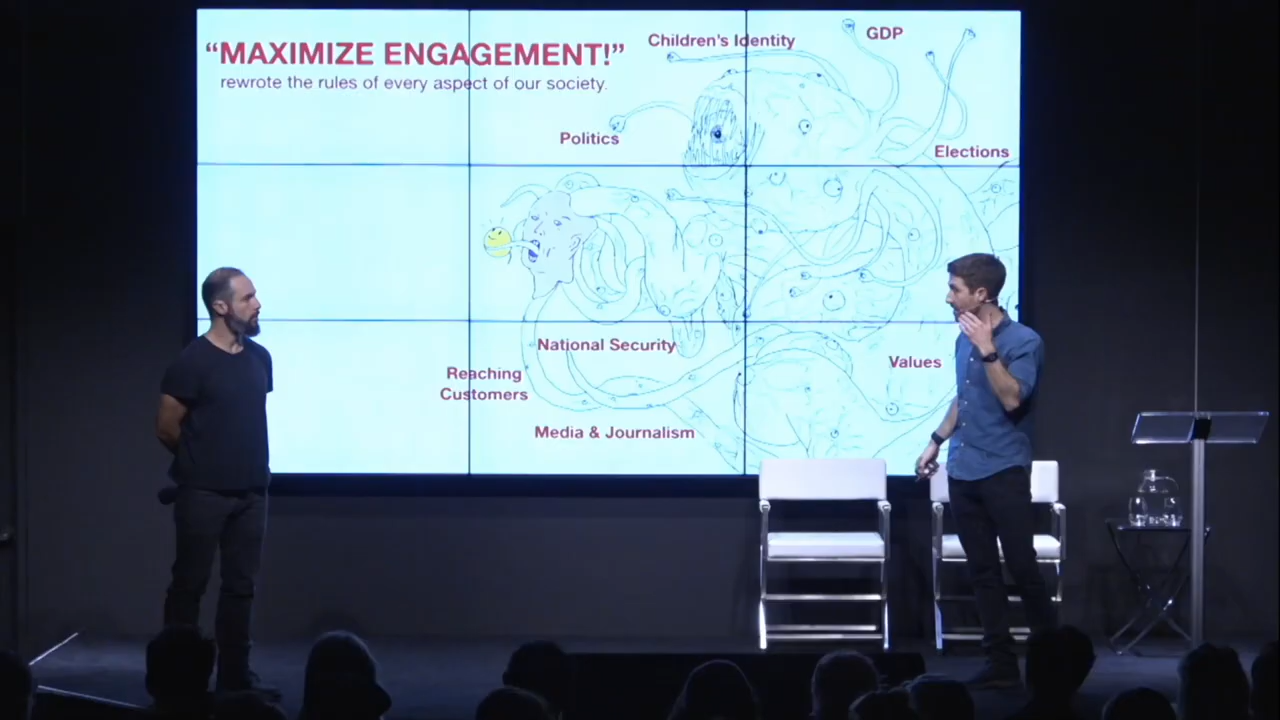 “MAXIMIZE ENGAGEMENT!”
rewrote the rules of every aspect of our society.
Children's Identity
GDP
Politics
Elections
National Security
Reaching
Customers
Values
Media & Journalism